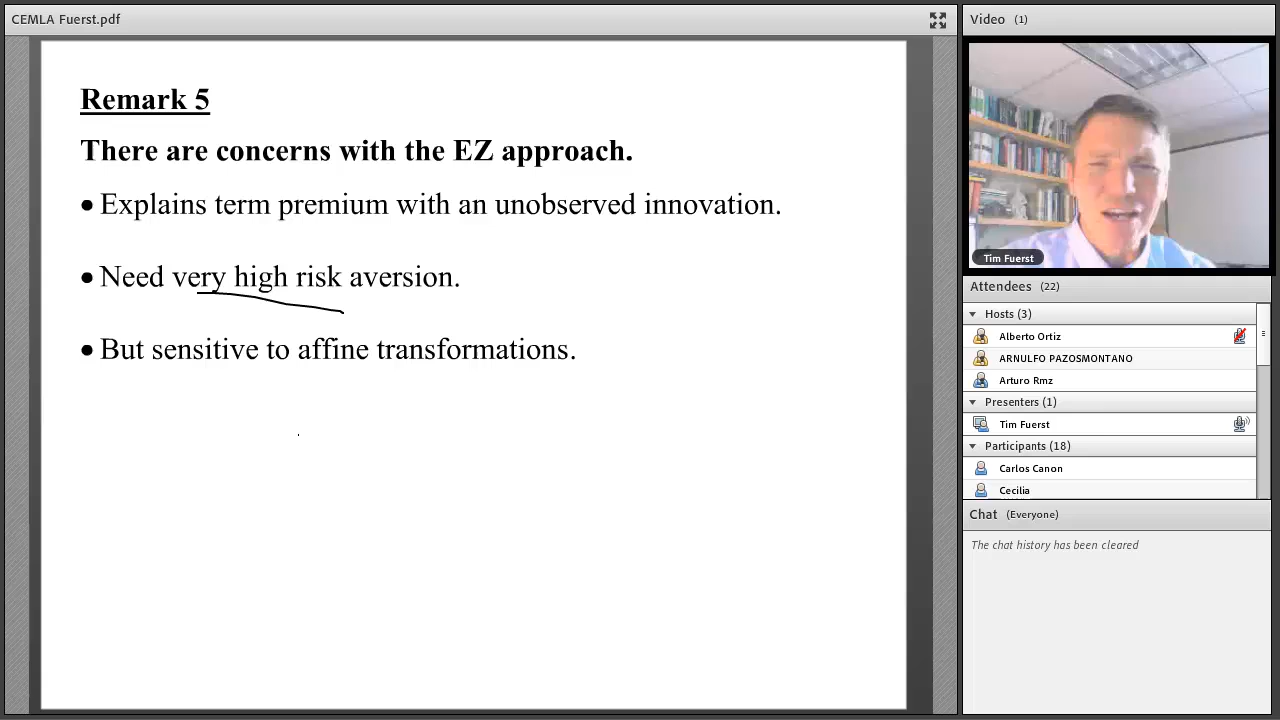 CEMLA Fuerst.pdf
Remark 5
There are concerns with the EZ approach.
• Explains term premium with an unobserved innovation.
• Need very high risk aversion.
• But sensitive to affine transformations.
Video (1)
Tim Fuerst
Attendees (22)
Hosts (3)
Alberto Ortiz
ARNULFO PAZOSMONTANO
Arturo Rmz
Presenters (1)
Tim Fuerst
Participants (18)
Carlos Canon
Cecilia
Chat (Everyone)
The chat history has been cleared